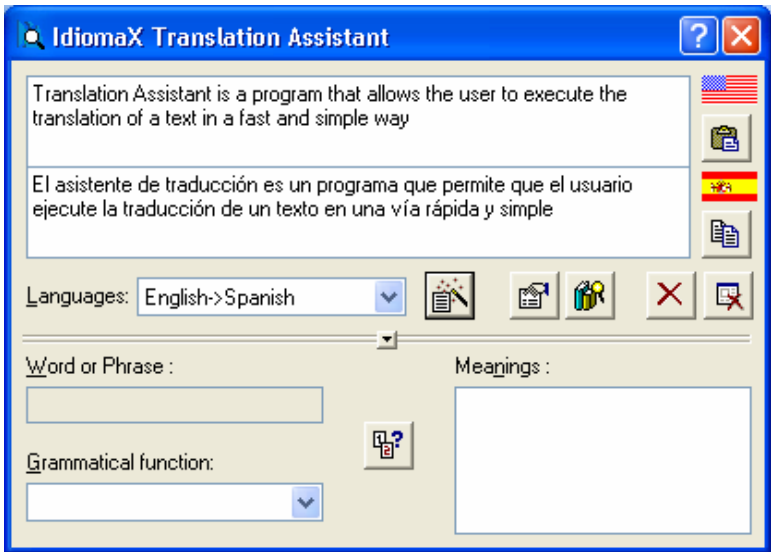 IdiomaX Translation Assistant
Translation Assistant is a program that allows the user to execute the
translation of a text in a fast and simple way
El asistente de traducción es un programa que permite que el usuario
ejecute la traducción de un texto en una vía rápida y simple
Languages: English->Spanish
Word or Phrase :
Meanings :
Grammatical function: